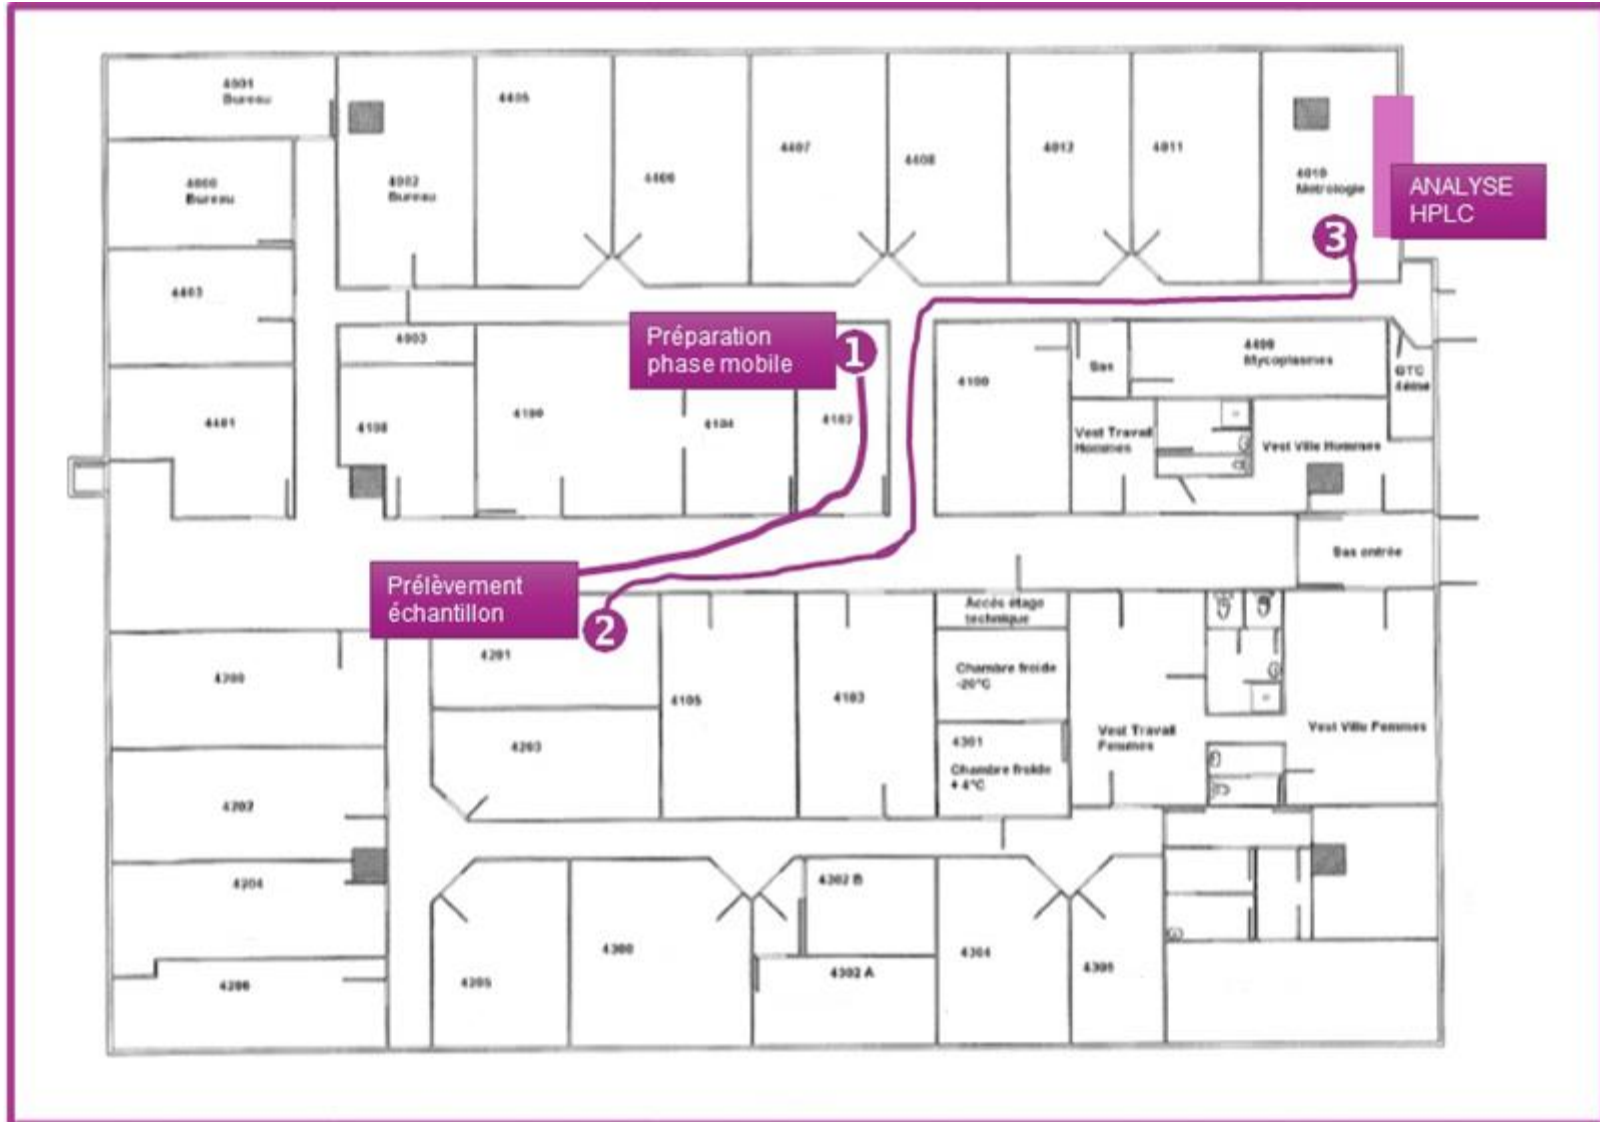 4001
Bureau
4405
4406
4407
4408
4012
4011
4010
Métrologie
ANALYSE
HPLC
3
4000
Bureau
4002
Bureau
4403
4003
Préparation
phase mobile
1
4100
Sas
4409
Mycoplasmes
GTC
4401
4108
4104
4102
Vest Travail
Hommes
Vest Ville Hommes
Sas entrée
Prélèvement
échantillon
2
4200
4201
4105
4103
Accès étage
technique
Chambre froide
-20°C
4203
4301
Chambre froide
+ 4°C
Vest Travail
Femmes
Vest Ville Femmes
4202
4204
4206
4205
4300
4302 B
4302 A
4304